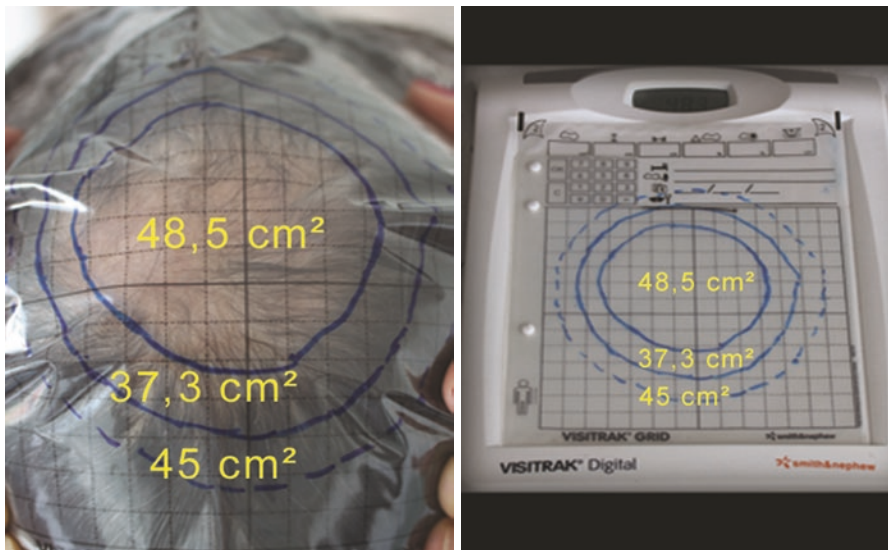 48,5 cm²
37,3 cm²
45 cm²
48,5 cm²
37,3 cm²
45 cm²
VISITRAK® GRID
smith&nephew
VISITRAK® Digital
smith&nephew